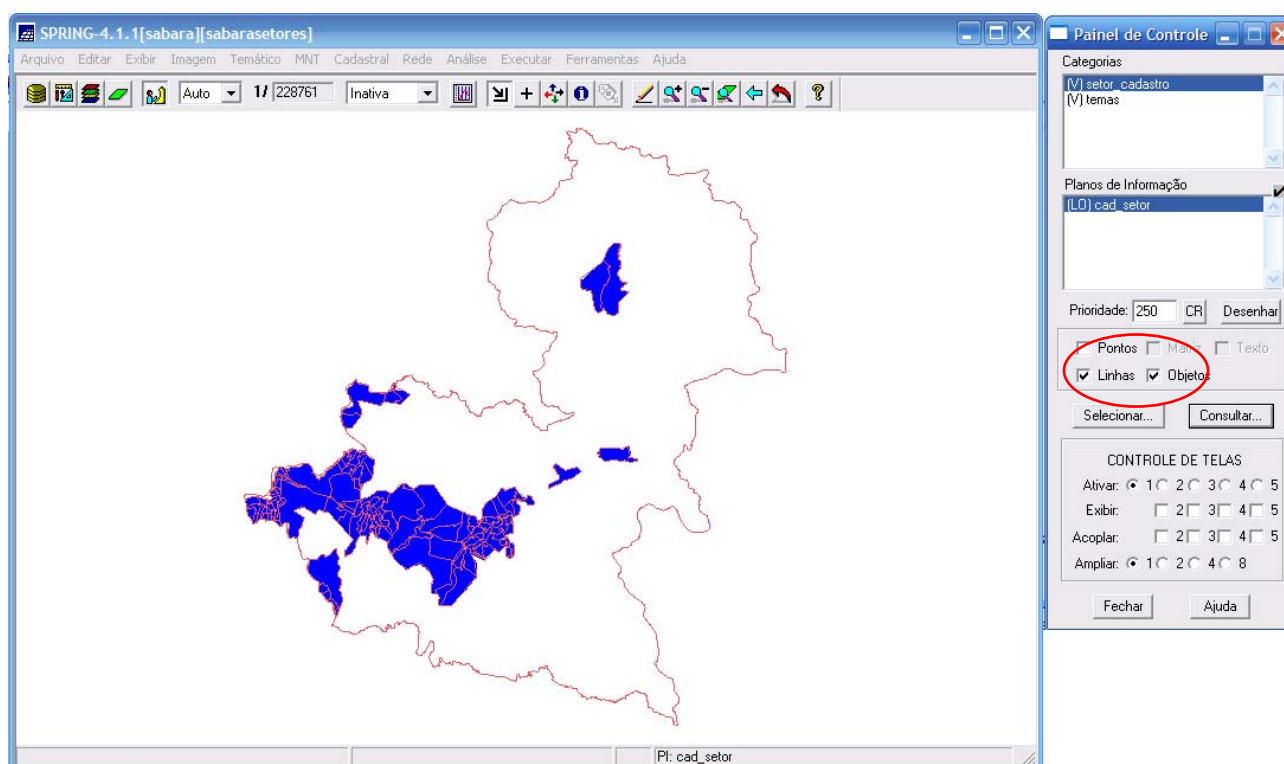 SPRING-4.1.1[sabara][sabarasetores]
Arquivo Editar Exibir Imagem Temático MNT Cadastral Rede Análise Executar Ferramentas Ajuda
Auto 1/ 228761 Inativa
PI: cad_setor
Painel de Controle
Categorias
(V) setor_cadastro
(V) temas
Planos de Informação
(LO) cad_setor
Prioridade: 250 CR Desenhar
Pontos Matriz Texto
Linhas Objetos
Selecionar... Consultar...
CONTROLE DE TELAS
Ativar: 1 2 3 4 5
Exibir: 2 3 4 5
Acoplar: 2 3 4 5
Ampliar: 1 2 4 8
Fechar Ajuda